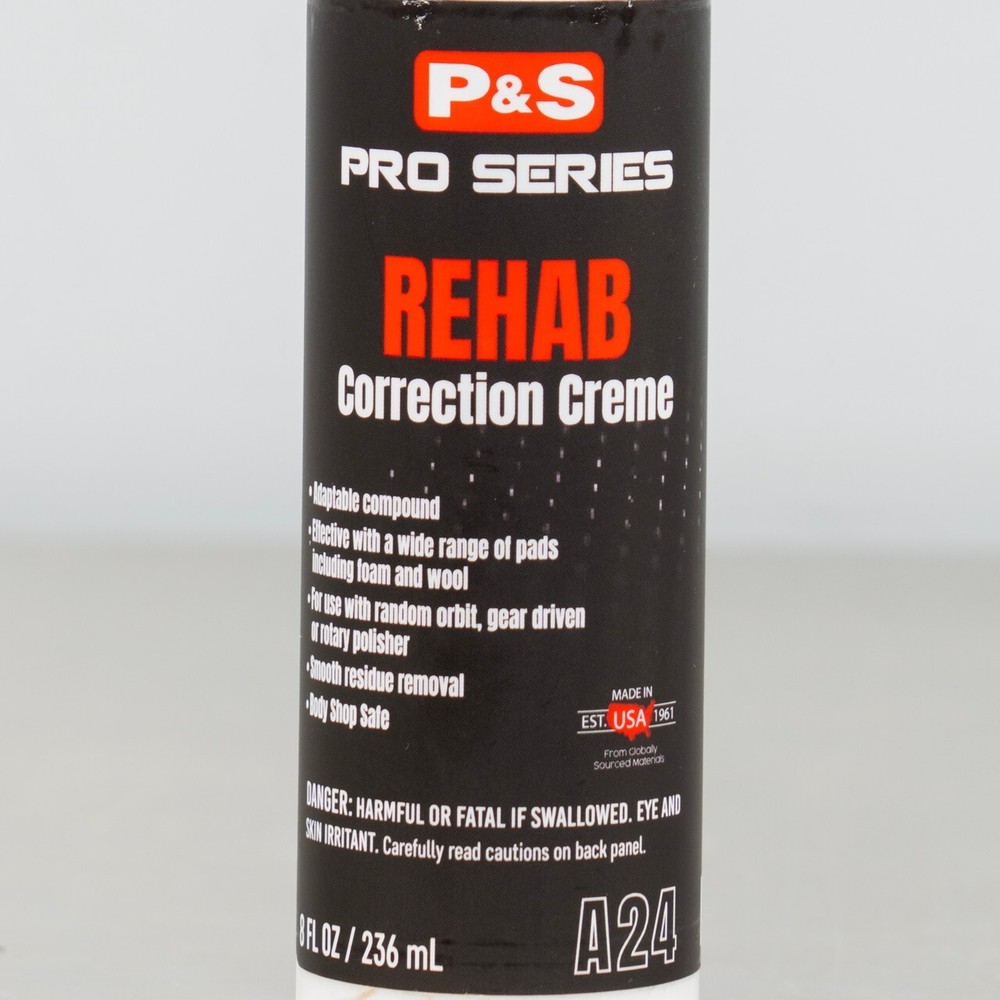 P&S
PRO SERIES
REHAB
Correction Creme
• Adaptable compound
• Effective with a wide range of pads
including foam and wool
• For use with random orbit, gear driven
or rotary polisher
• Smooth residue removal
• Body Shop Safe
MADE IN
EST. USA 1961
From Globally
Sourced Materials
DANGER: HARMFUL OR FATAL IF SWALLOWED. EYE AND
SKIN IRRITANT. Carefully read cautions on back panel.
8 FL OZ / 236 mL
A24